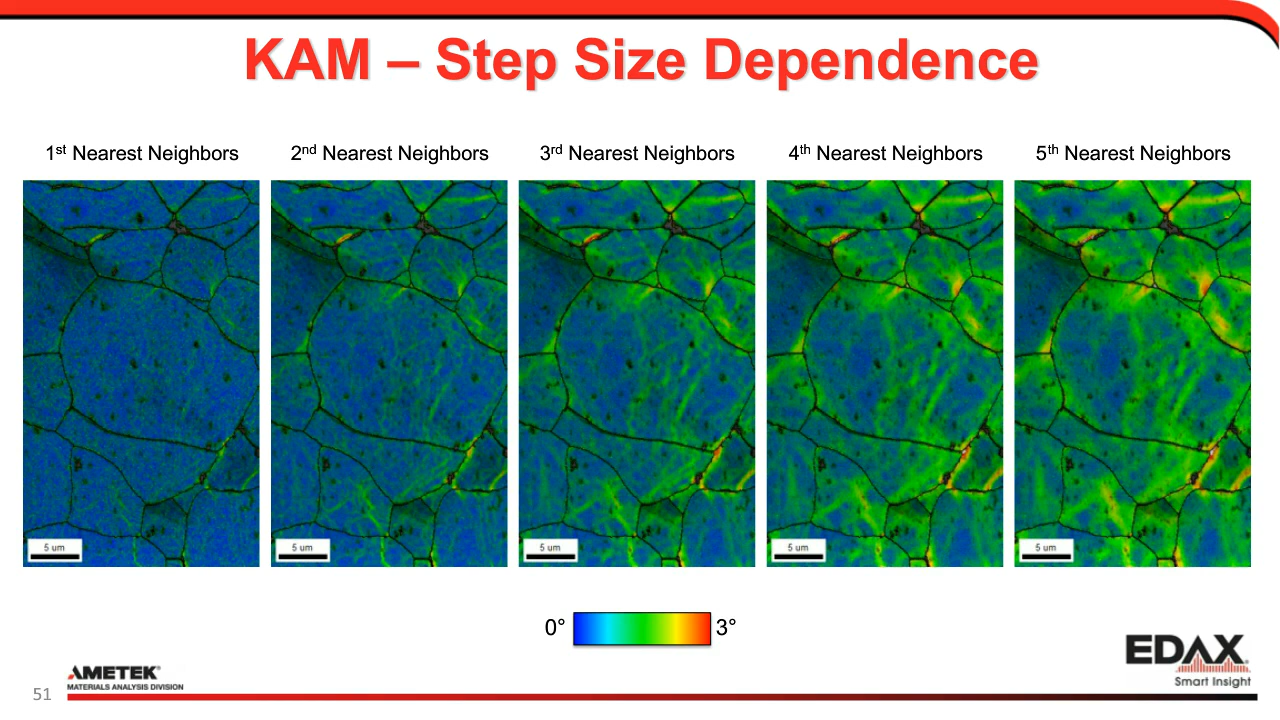 KAM – Step Size Dependence
1st Nearest Neighbors
2nd Nearest Neighbors
3rd Nearest Neighbors
4th Nearest Neighbors
5th Nearest Neighbors
5 um
5 um
5 um
5 um
5 um
0°
3°
EDAX
Smart Insight
AMETEK®
MATERIALS ANALYSIS DIVISION
51